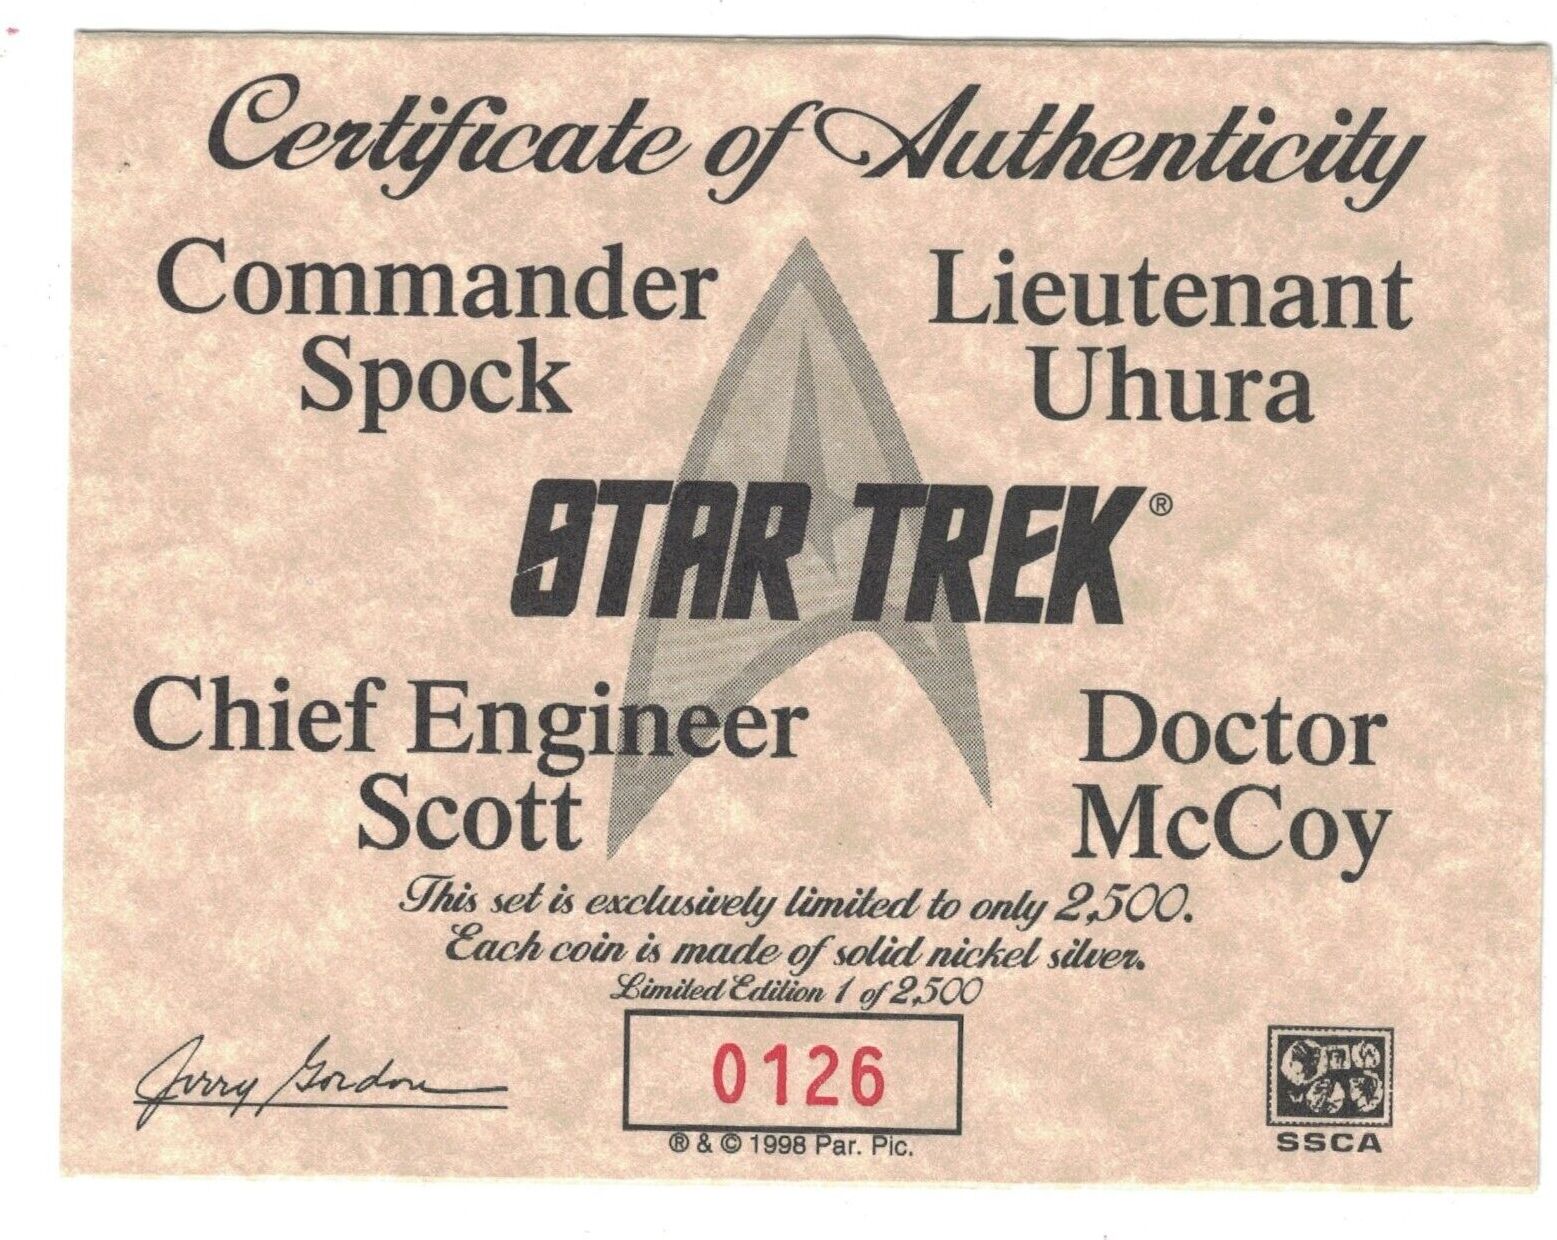 Certificate of Authenticity
Commander
Spock
Lieutenant
Uhura
STAR TREK®
Chief Engineer
Scott
Doctor
McCoy
This set is exclusively limited to only 2,500.
Each coin is made of solid nickel silver.
Limited Edition 1 of 2,500
Jerry Gordon
0126
® & © 1998 Par. Pic.
SSCA